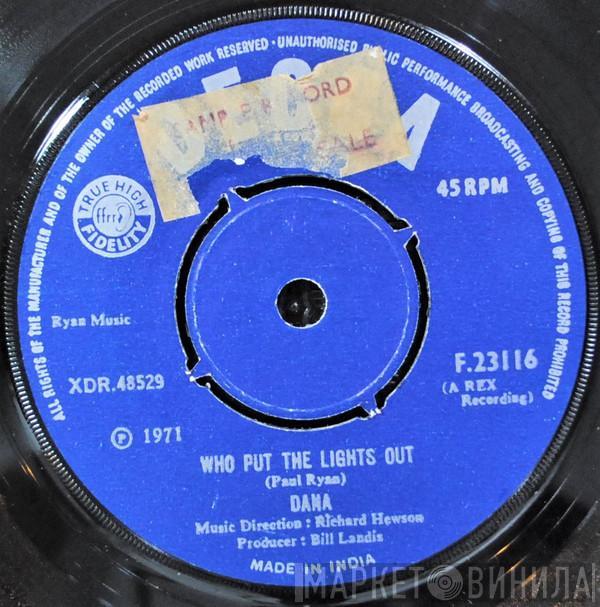 ALL RIGHTS OF THE MANUFACTURER AND OF THE OWNER OF THE RECORDED WORK RESERVED · UNAUTHORISED PUBLIC PERFORMANCE BROADCASTING AND COPYING OF THIS RECORD PROHIBITED
SALE
45 RPM
TRUE HIGH
ffrr
FIDELITY
Ryan Music
XDR.48529
F.23116
(A REX
Recording)
Ⓟ 1971
WHO PUT THE LIGHTS OUT
(Paul Ryan)
DANA
Music Direction : Richard Hewson
Producer : Bill Landis
MADE IN INDIA
МАРКЕТ ВИНИЛА